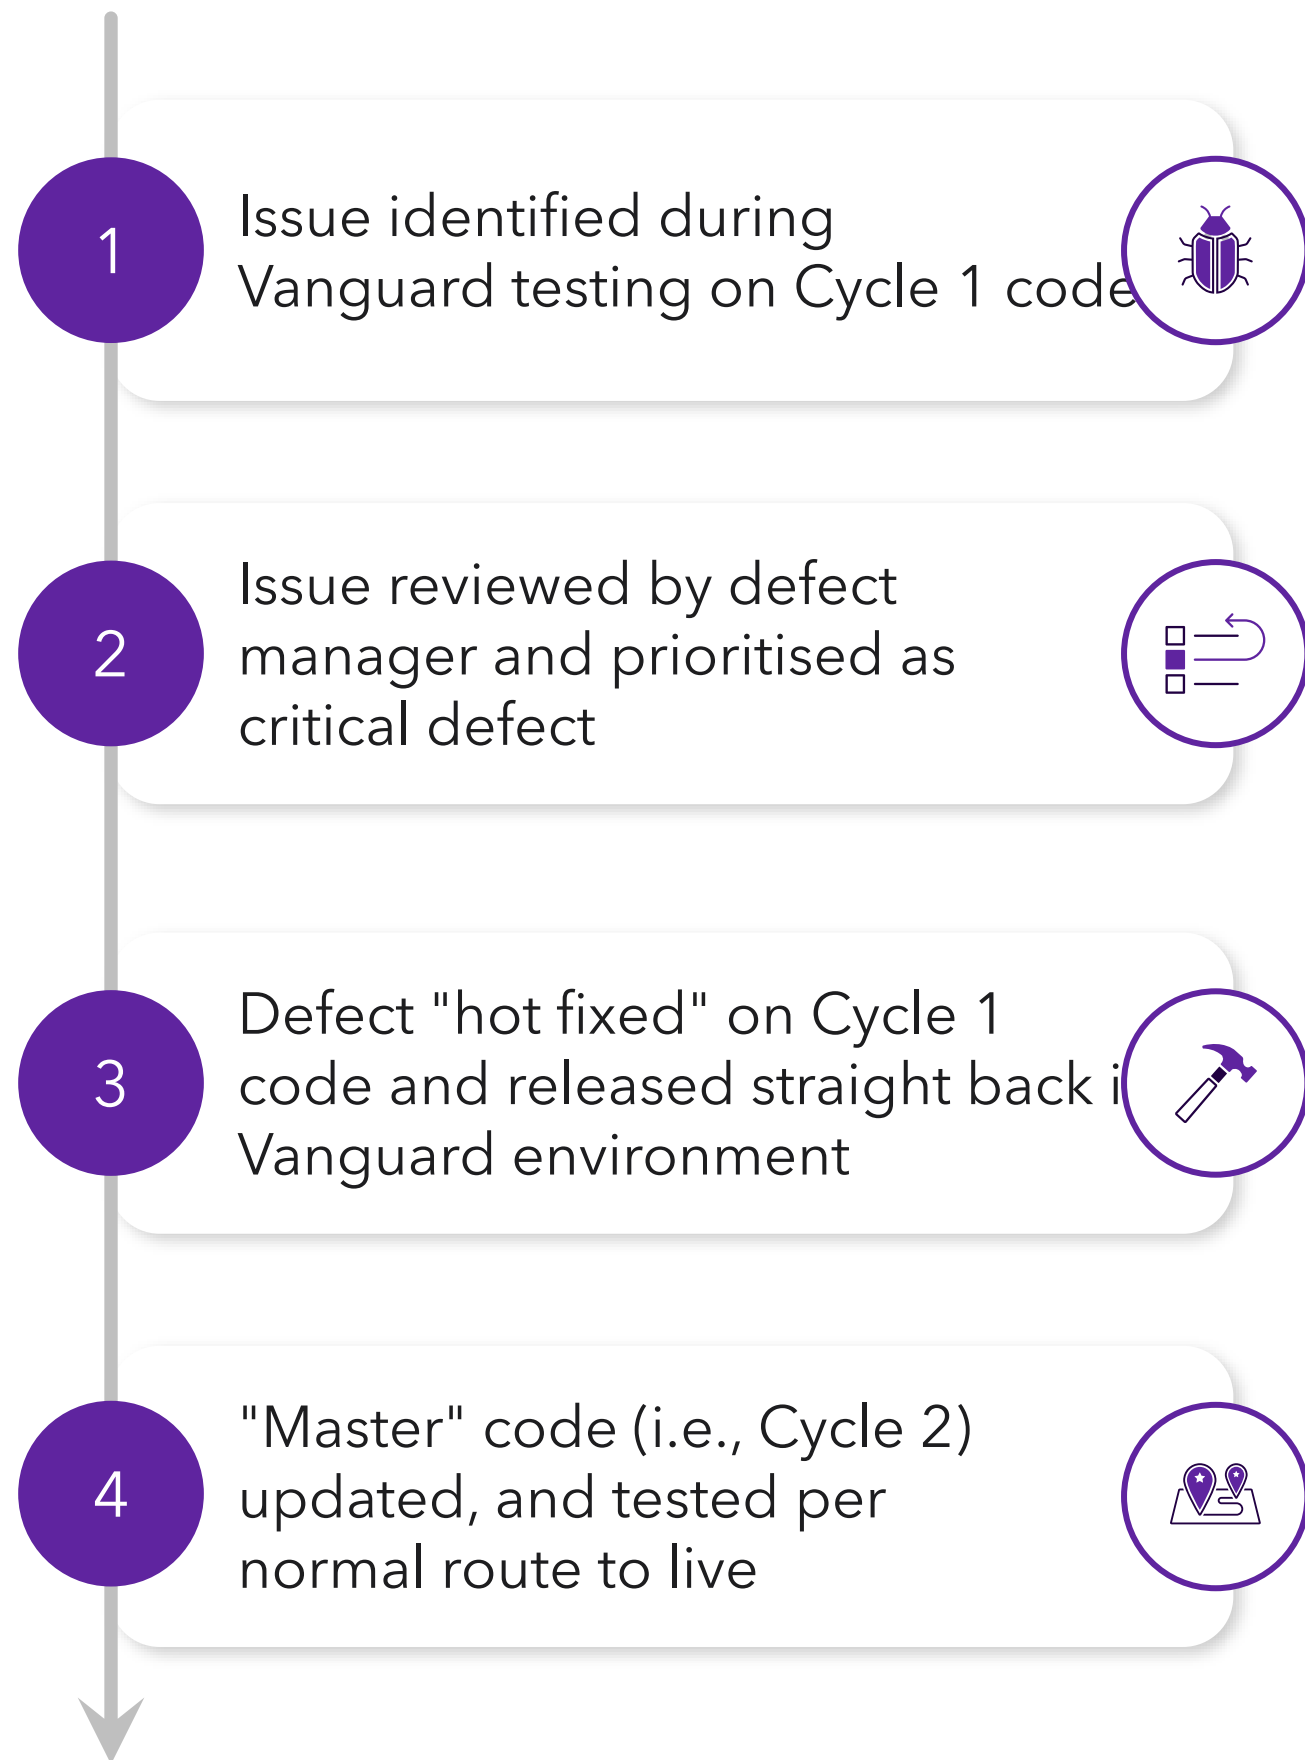 1
Issue identified during
Vanguard testing on Cycle 1 code
2
Issue reviewed by defect
manager and prioritised as
critical defect
3
Defect "hot fixed" on Cycle 1
code and released straight back
Vanguard environment
4
"Master" code (i.e., Cycle 2)
updated, and tested per
normal route to live